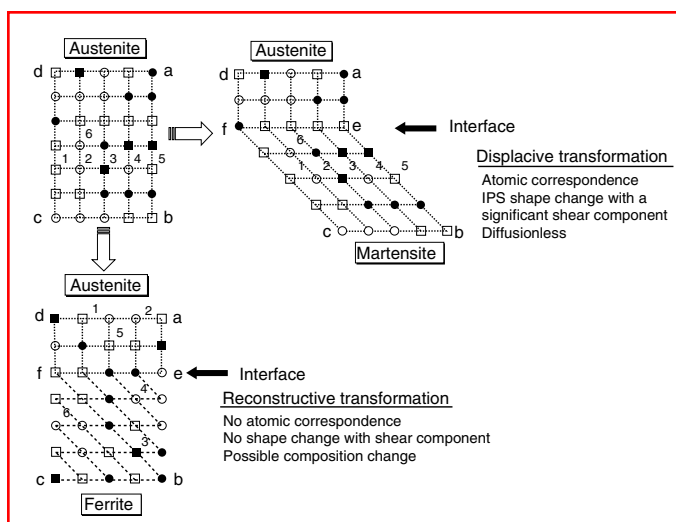 Austenite
Austenite
d a
d a
6
f e
Interface
1 2 3 4 5
6
1 2 3 4 5
Displacive transformation
Atomic correspondence
IPS shape change with a
significant shear component
Diffusionless
c b
c b
Martensite
Austenite
1 2
d a
5
f e
Interface
4
Reconstructive transformation
6
No atomic correspondence
No shape change with shear component
3
Possible composition change
c b
Ferrite